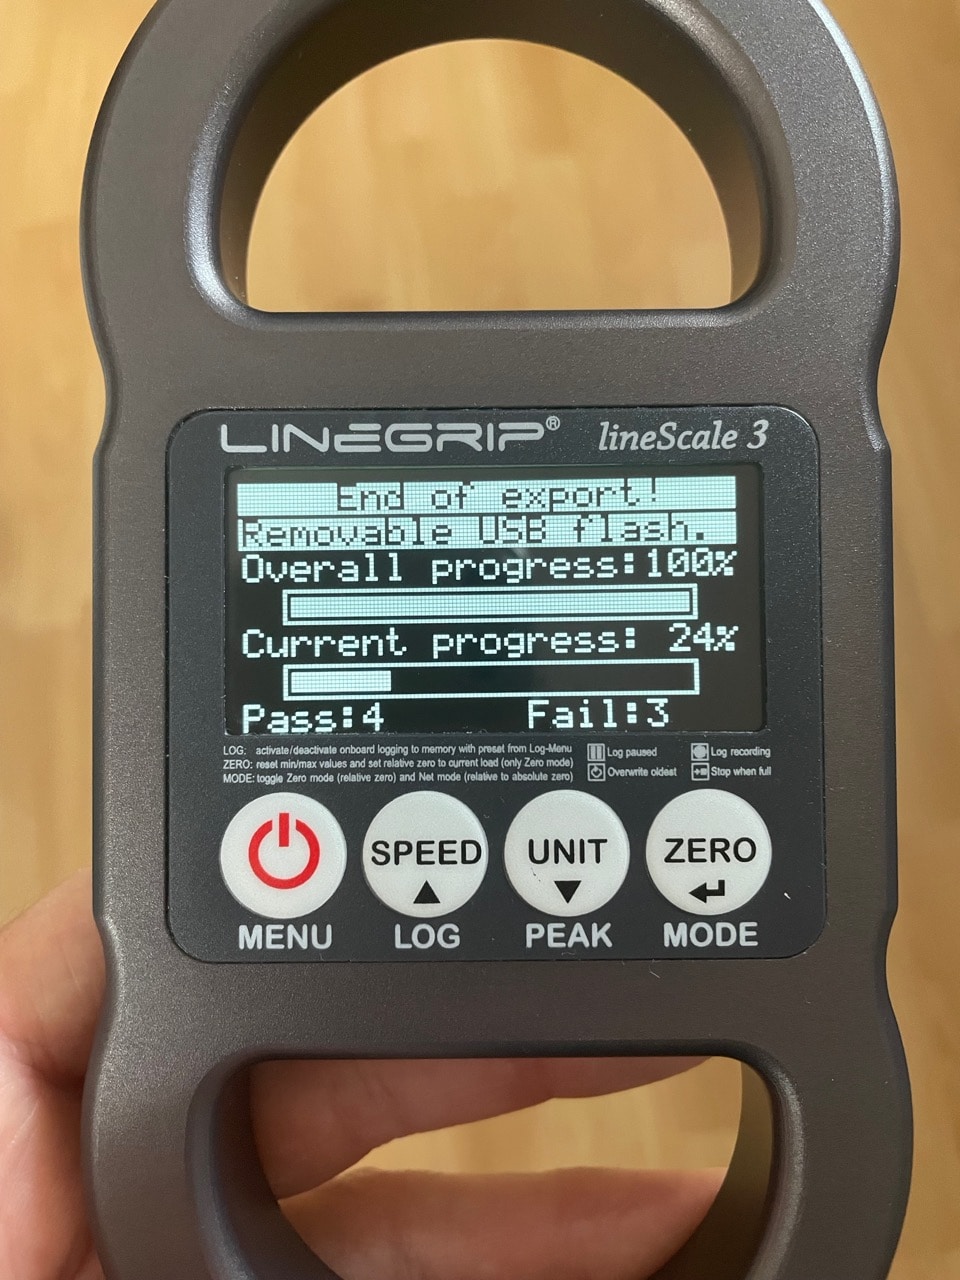 LINEGRIP® lineScale 3
End of export!
Removable USB flash.
Overall progress:100%
Current progress: 24%
Pass:4 Fail:3
LOG: activate/deactivate onboard logging to memory with preset from Log-Menu
ZERO: reset min/max values and set relative zero to current load (only Zero mode)
MODE: toggle Zero mode (relative zero) and Net mode (relative to absolute zero)
Log paused Log recording
Overwrite oldest Stop when full
SPEED UNIT ZERO
MENU LOG PEAK MODE